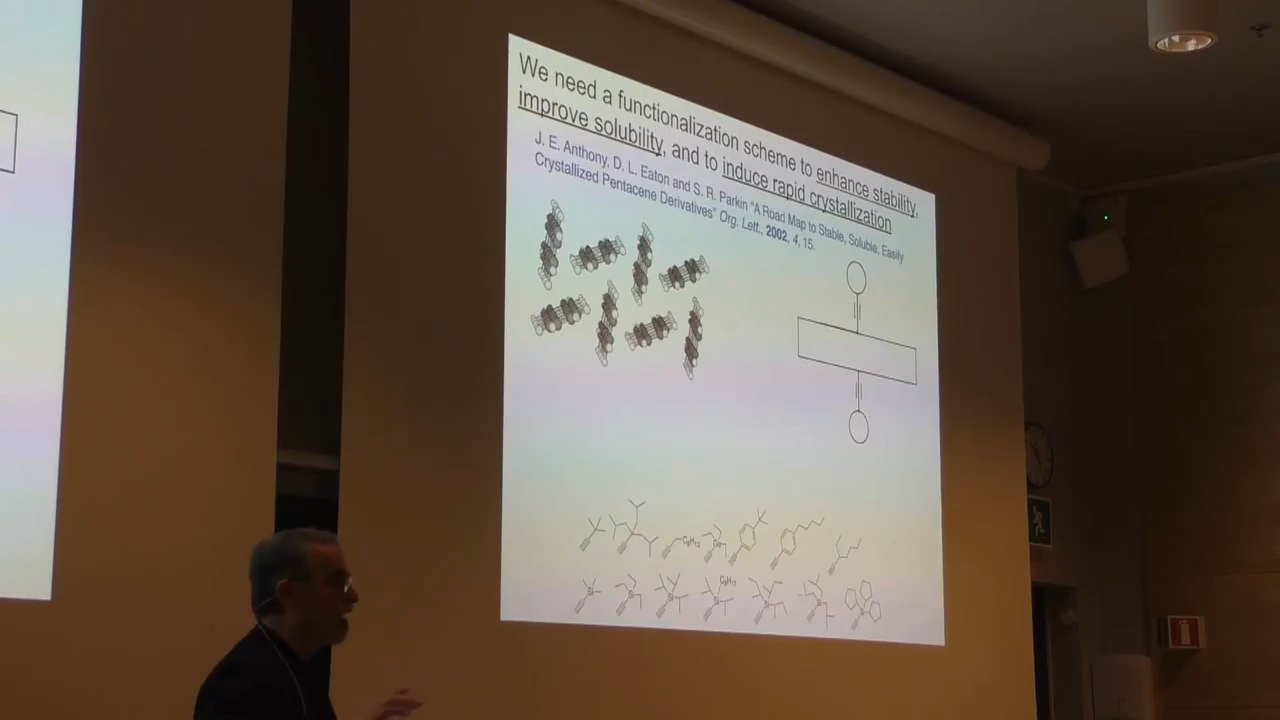 We need a functionalization scheme to enhance stability,
improve solubility, and to induce rapid crystallization
J. E. Anthony, D. L. Eaton and S. R. Parkin "A Road Map to Stable, Soluble, Easily
Crystallized Pentacene Derivatives" Org. Lett., 2002, 4, 15.